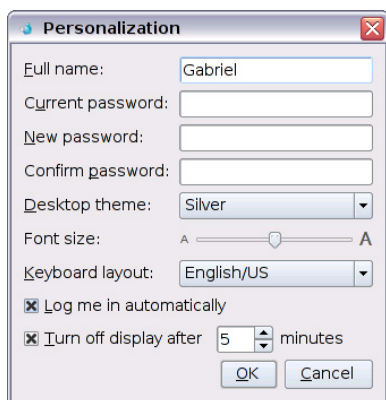 Personalization
Full name: Gabriel
Current password:
New password:
Confirm password:
Desktop theme: Silver
Font size: A A
Keyboard layout: English/US
Log me in automatically
Turn off display after 5 minutes
OK Cancel